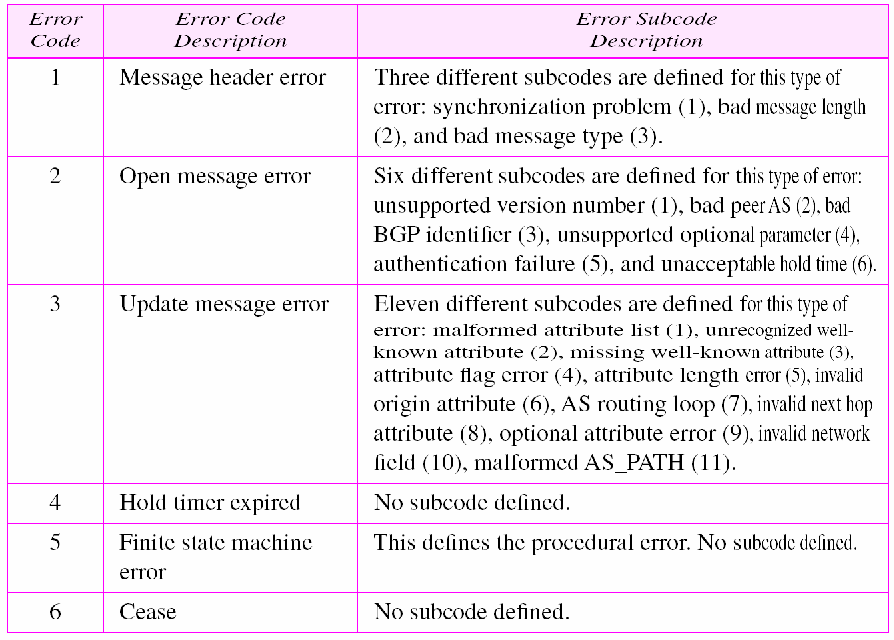 Error Code
Error Code Description
Error Subcode Description
1
Message header error
Three different subcodes are defined for this type of
error: synchronization problem (1), bad message length
(2), and bad message type (3).
2
Open message error
Six different subcodes are defined for this type of error:
unsupported version number (1), bad peer AS (2), bad
BGP identifier (3), unsupported optional parameter (4),
authentication failure (5), and unacceptable hold time (6).
3
Update message error
Eleven different subcodes are defined for this type of
error: malformed attribute list (1), unrecognized well-
known attribute (2), missing well-known attribute (3),
attribute flag error (4), attribute length error (5), invalid
origin attribute (6), AS routing loop (7), invalid next hop
attribute (8), optional attribute error (9), invalid network
field (10), malformed AS_PATH (11).
4
Hold timer expired
No subcode defined.
5
Finite state machine
error
This defines the procedural error. No subcode defined.
6
Cease
No subcode defined.